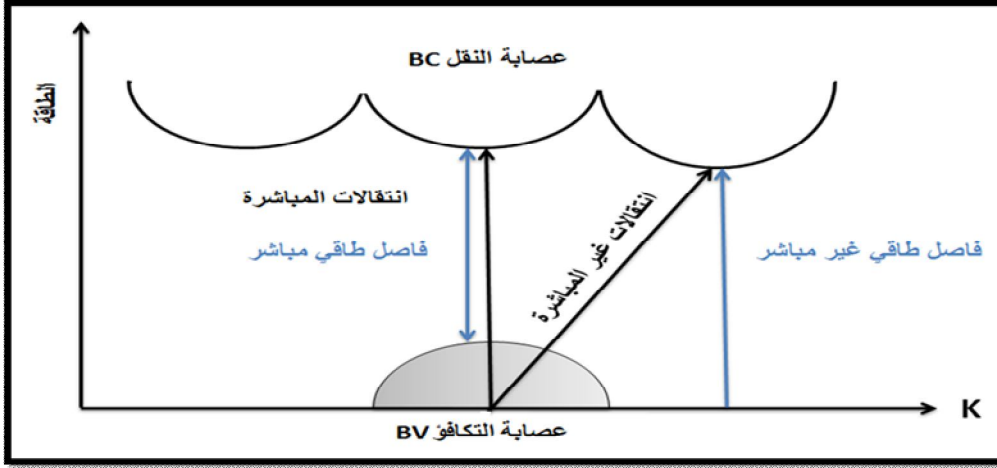 عصابة النقل BC
الطاقة
انتقالات المباشرة
فاصل طاقي مباشر
انتقالات غير المباشرة
فاصل طاقي غير مباشر
K
عصابة التكافؤ BV